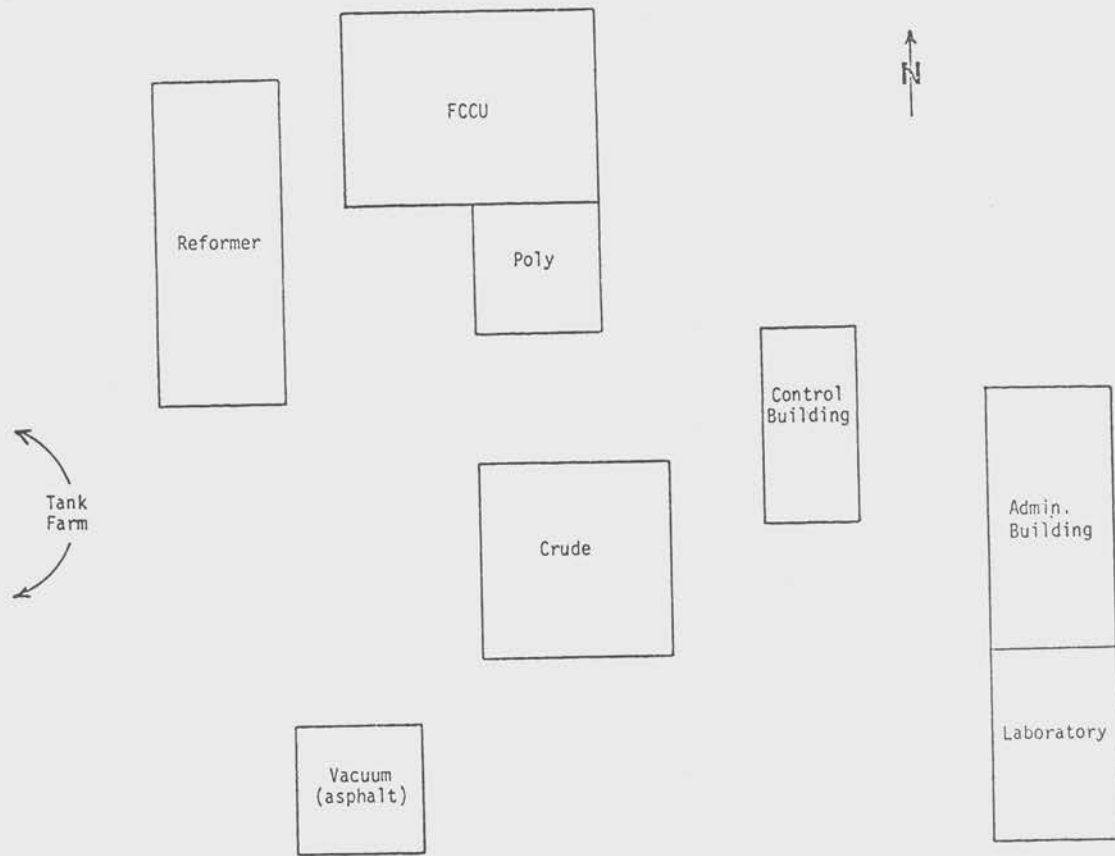 FCCU
N
Reformer
Poly
Control
Building
Tank
Farm
Admin.
Building
Crude
Laboratory
Vacuum
(asphalt)